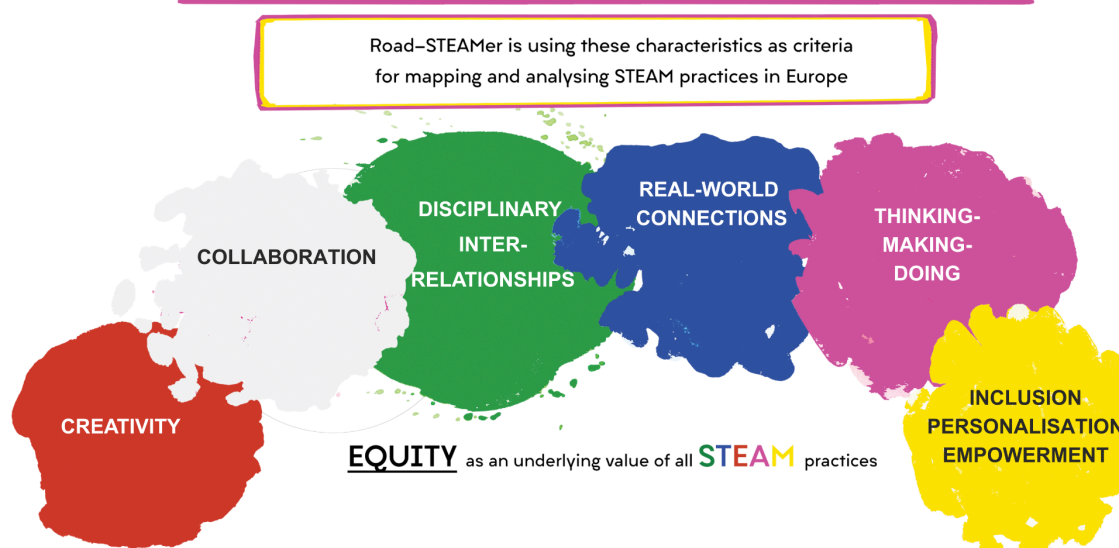 Road-STEAMer is using these characteristics as criteria
for mapping and analysing STEAM practices in Europe
COLLABORATION
DISCIPLINARY
INTER-
RELATIONSHIPS
REAL-WORLD
CONNECTIONS
THINKING-
MAKING-
DOING
CREATIVITY
INCLUSION
PERSONALISATION
EMPOWERMENT
EQUITY as an underlying value of all STEAM practices